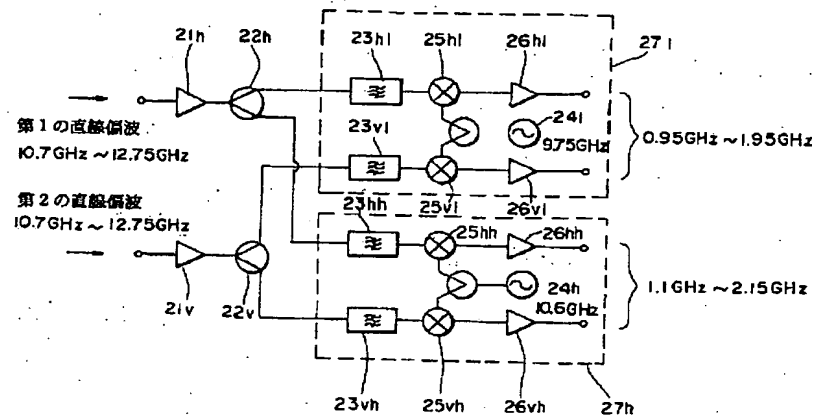 21h 22h 23hl 25hl 26hl 27l
第1の直線偏波
10.7GHz～12.75GHz
24l
9.75GHz
0.95GHz～1.95GHz
23vl
25vl 26vl
第2の直線偏波
10.7GHz～12.75GHz
23hh 25hh 26hh
24h
10.6GHz
1.1GHz～2.15GHz
21v 22v
23vh 25vh 26vh 27h